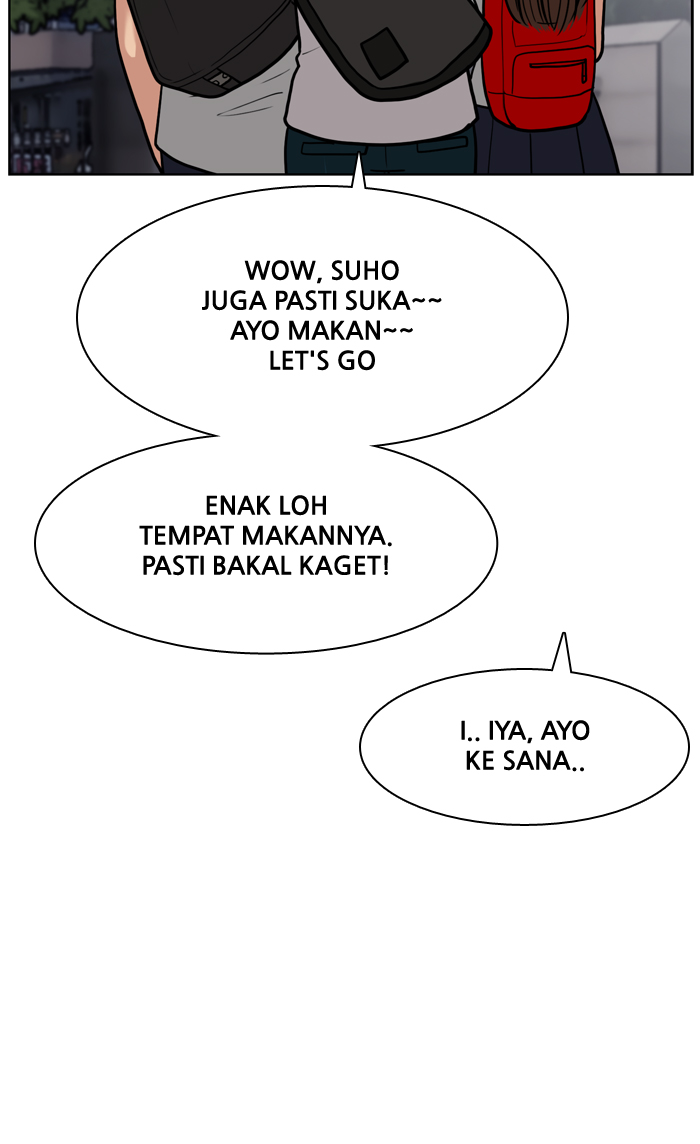 WOW, SUHO
JUGA PASTI SUKA~~
AYO MAKAN~~
LET'S GO
ENAK LOH
TEMPAT MAKANNYA.
PASTI BAKAL KAGET!
I.. IYA, AYO
KE SANA..